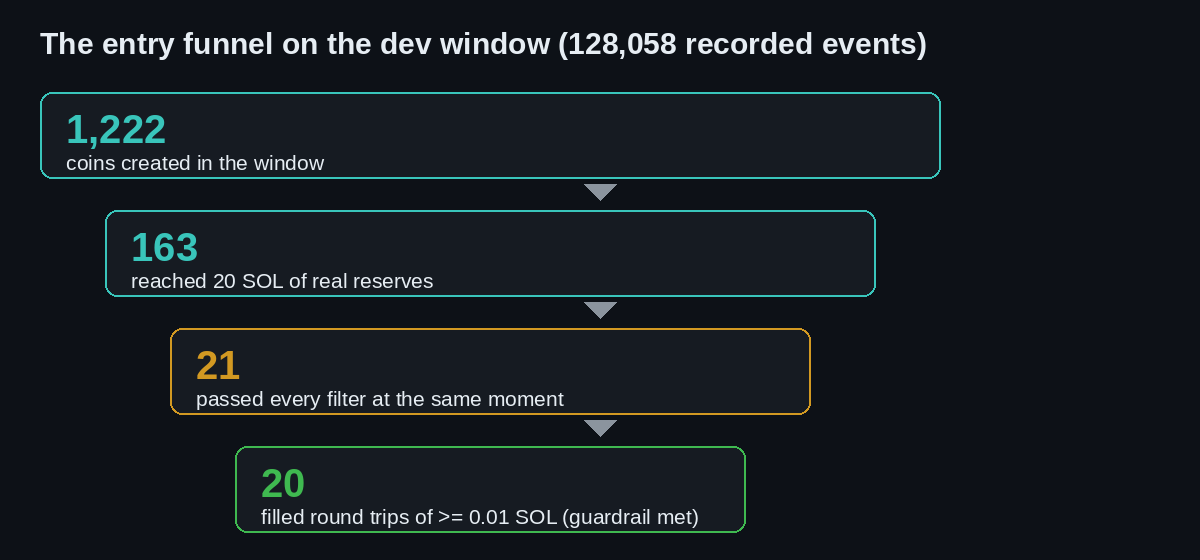 The entry funnel on the dev window (128,058 recorded events)
1,222
coins created in the window
163
reached 20 SOL of real reserves
21
passed every filter at the same moment
20
filled round trips of >= 0.01 SOL (guardrail met)